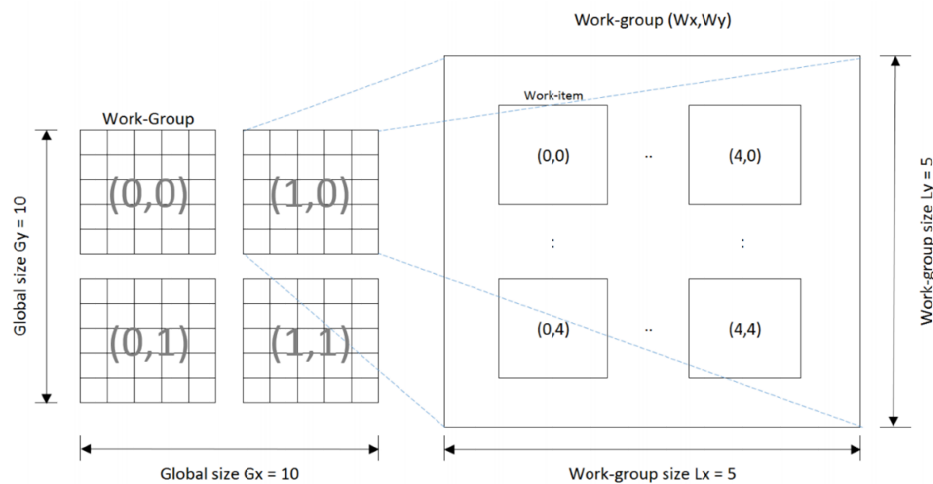 Work-group (Wx,Wy)
Work-item
Work-Group
(0,0)
(1,0)
(0,1)
(1,1)
Global size Gy = 10
Global size Gx = 10
(0,0)
..
(4,0)
:
:
(0,4)
..
(4,4)
Work-group size Ly = 5
Work-group size Lx = 5